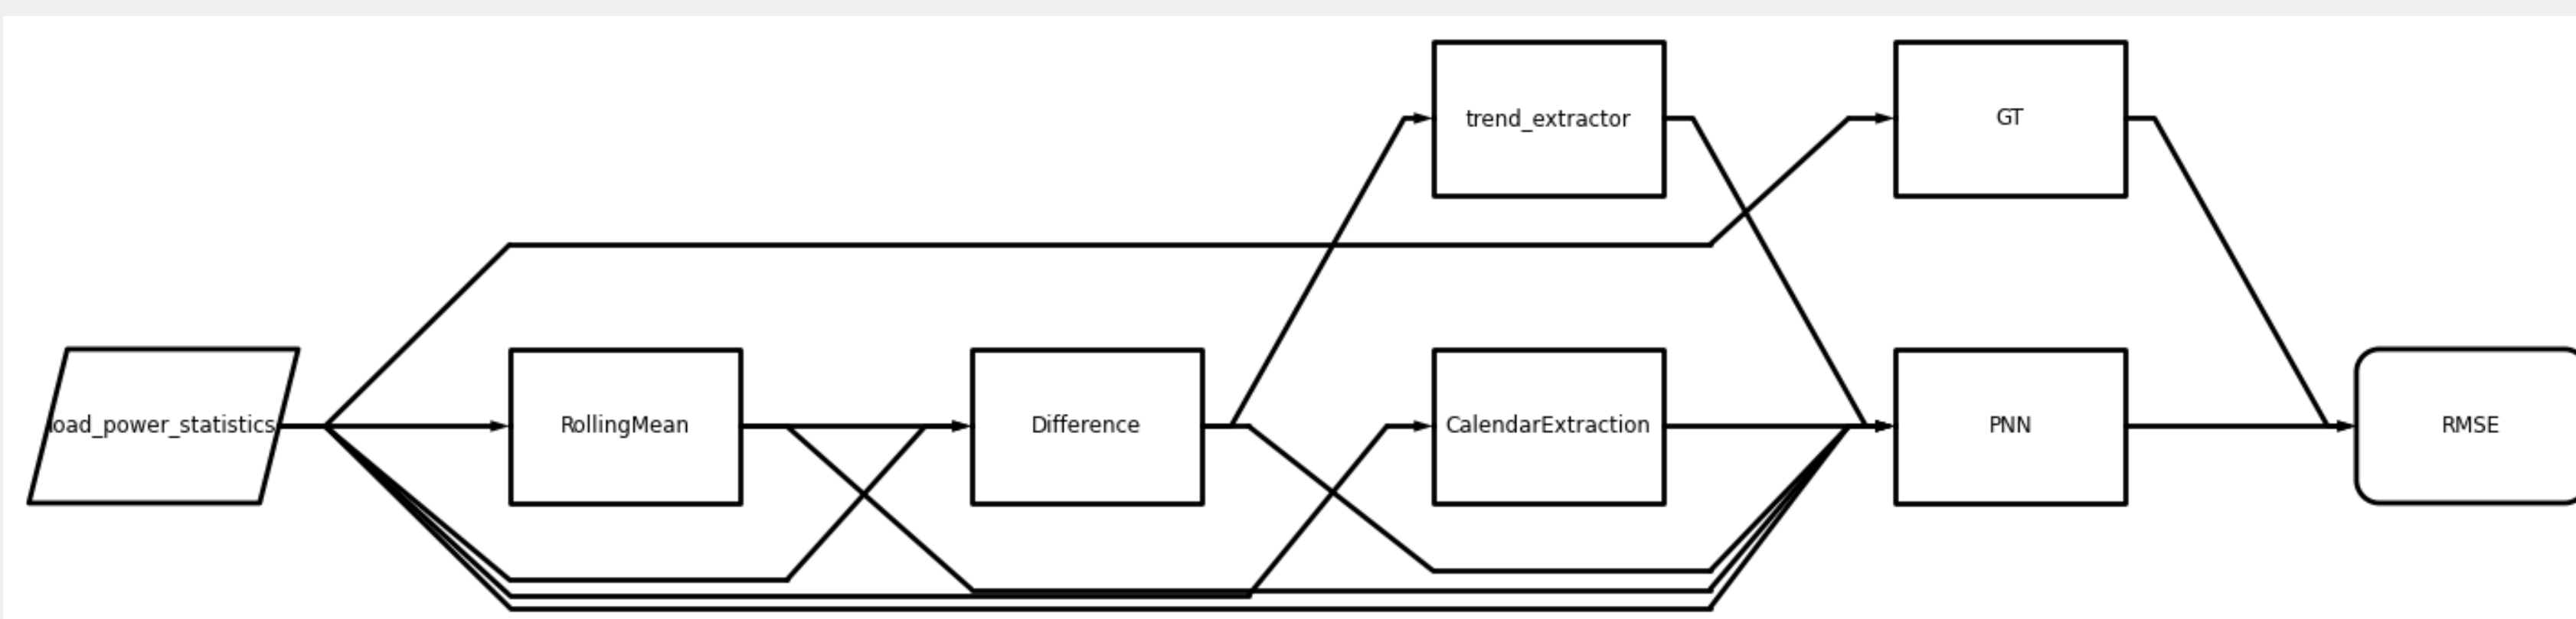 trend_extractor
GT
load_power_statistics
RollingMean
Difference
CalendarExtraction
PNN
RMSE